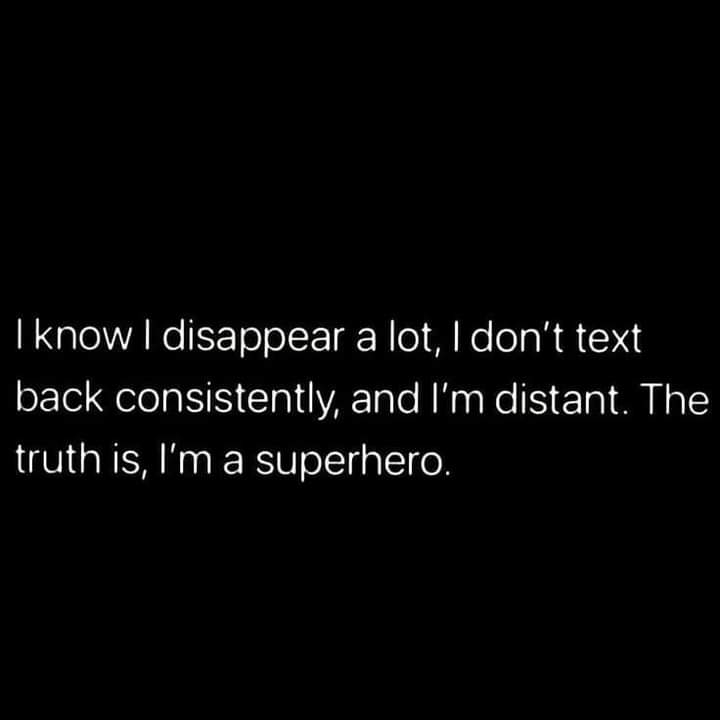 I know I disappear a lot, I don’t text
back consistently, and I’m distant. The
truth is, I’m a superhero.